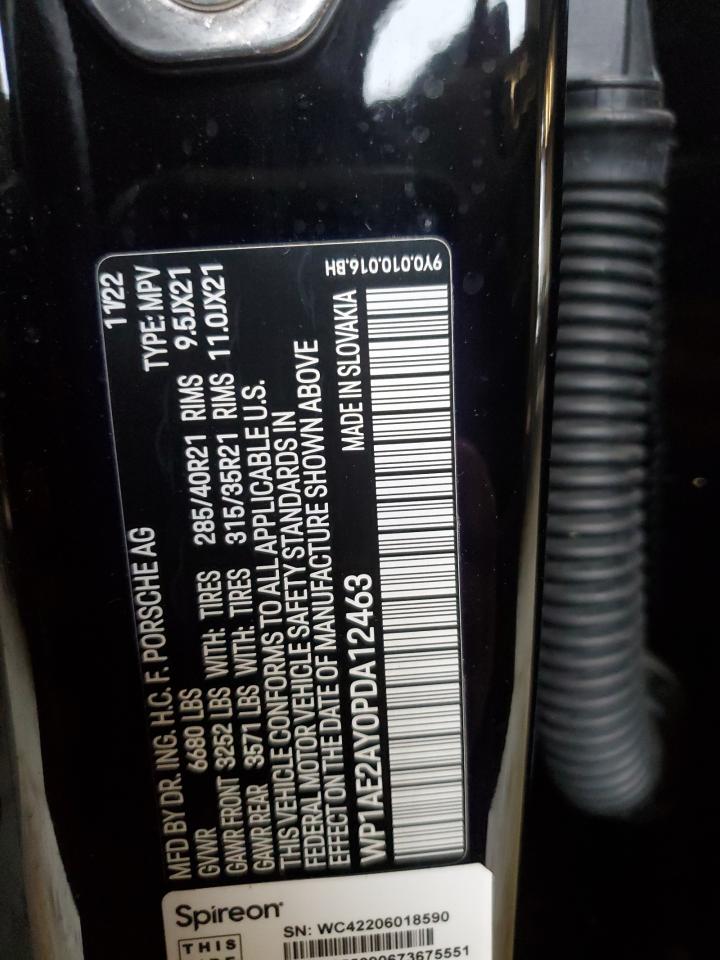 MFD BY DR. ING. H.C. F. PORSCHE AG 11/22
GVWR 6680 LBS TYPE: MPV
GAWR FRONT 3252 LBS WITH: TIRES 285/40R21 RIMS 9.5JX21
GAWR REAR 3571 LBS WITH: TIRES 315/35R21 RIMS 11.0JX21
THIS VEHICLE CONFORMS TO ALL APPLICABLE U.S.
FEDERAL MOTOR VEHICLE SAFETY STANDARDS IN
EFFECT ON THE DATE OF MANUFACTURE SHOWN ABOVE
WP1AE2AY0PDA12463 MADE IN SLOVAKIA
9Y0.010.016.BH
Spireon
SN: WC42206018590
THIS